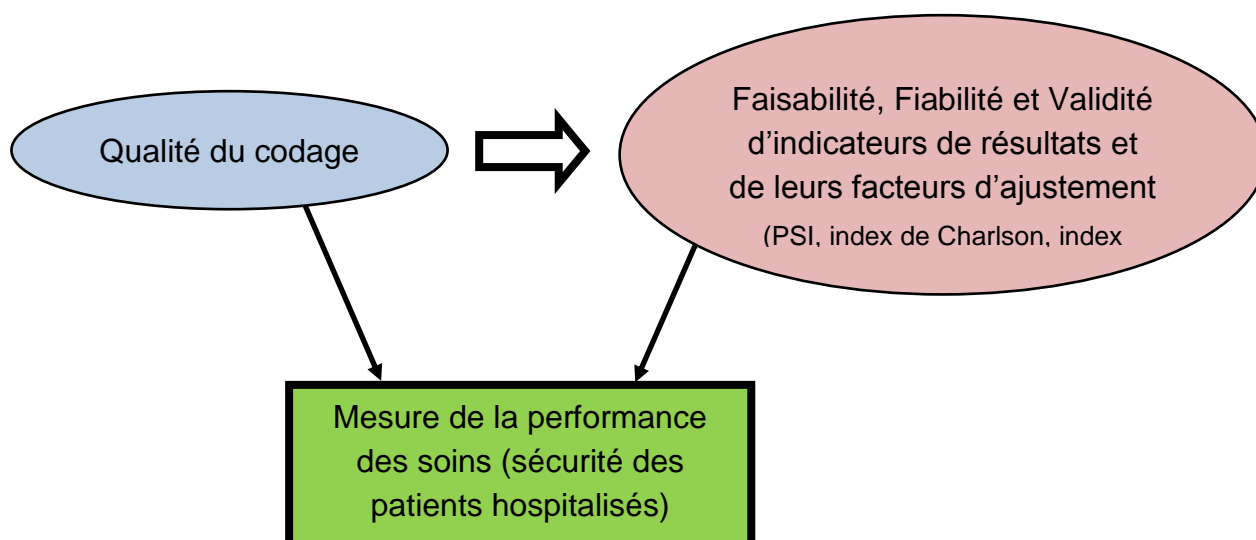 Qualité du codage
Faisabilité, Fiabilité et Validité
d'indicateurs de résultats et
de leurs facteurs d'ajustement
(PSI, index de Charlson, index
Mesure de la performance
des soins (sécurité des
patients hospitalisés)